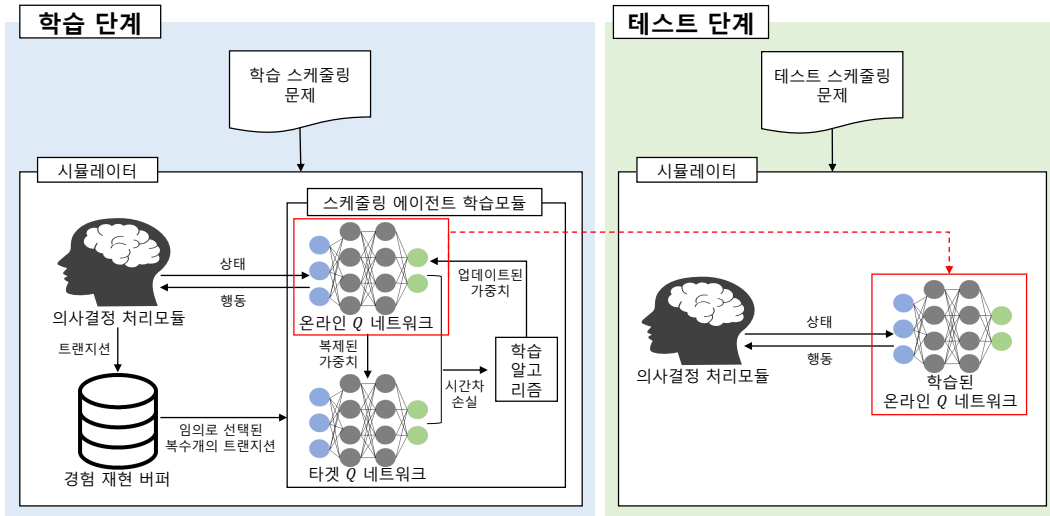 학습 단계
학습 스케줄링
문제
시뮬레이터
스케줄링 에이전트 학습모듈
상태
행동
의사결정 처리모듈
온라인 Q 네트워크
업데이트된
가중치
트랜지션
복제된
가중치
학습
알고
리즘
시간차
손실
임의로 선택된
복수개의 트랜지션
경험 재현 버퍼
타겟 Q 네트워크
테스트 단계
테스트 스케줄링
문제
시뮬레이터
상태
행동
의사결정 처리모듈
학습된
온라인 Q 네트워크